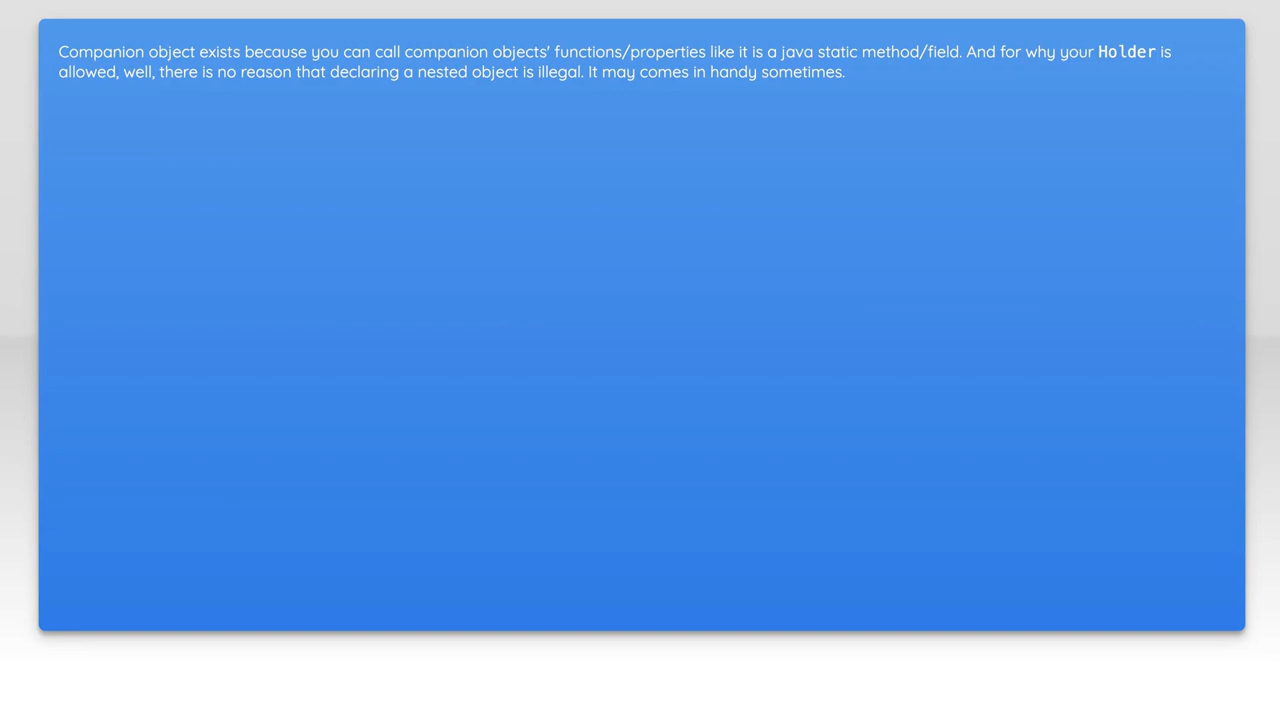 Companion object exists because you can call companion objects' functions/properties like it is a java static method/field. And for why your Holder is
allowed, well, there is no reason that declaring a nested object is illegal. It may comes in handy sometimes.